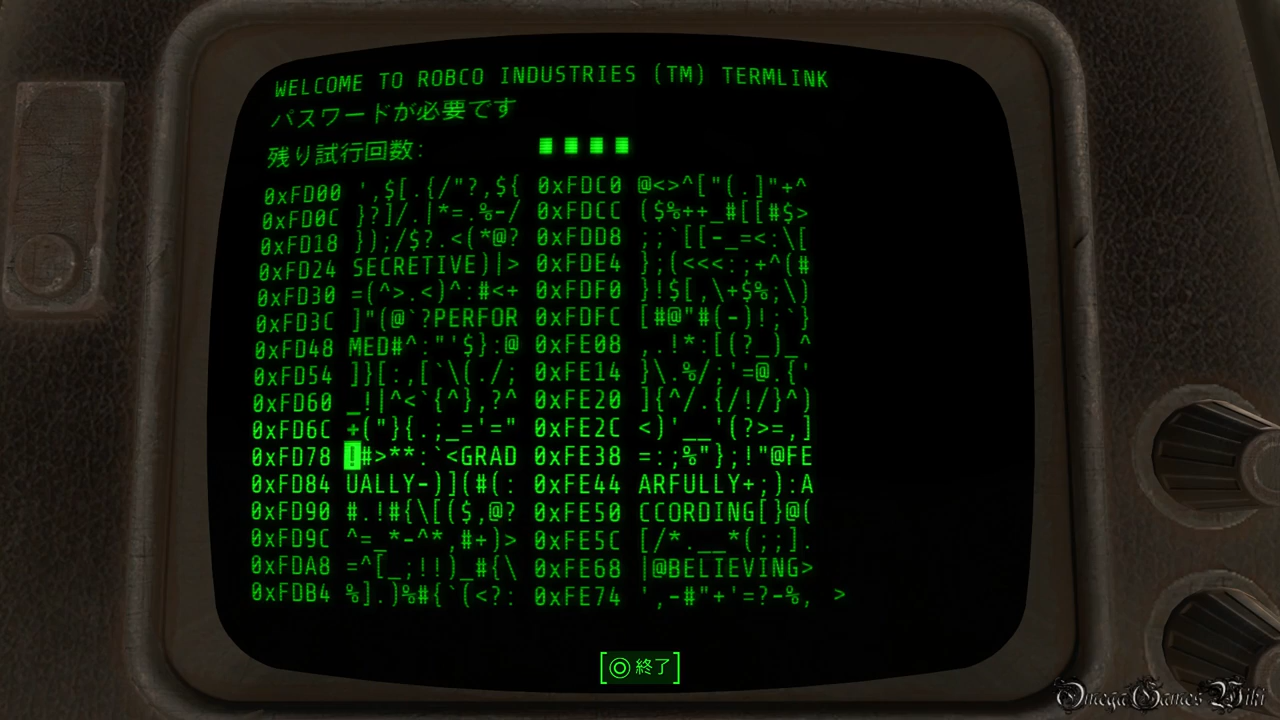 WELCOME TO ROBCO INDUSTRIES (TM) TERMLINK
パスワードが必要です
残り試行回数:
0xFD00 ',$[.{/"?,${ 0xFDC0 @<>^["(.]"+^
0xFD0C }?]/.|*=.%-/ 0xFDCC ($%++_#[[#$>
0xFD18 });/$?.<(*@? 0xFDD8 ;;`[[-_=<:\[
0xFD24 SECRETIVE)|> 0xFDE4 };(<<<:;+^(#
0xFD30 =(^>.<)^:#<+ 0xFDF0 }!$[,\+$%;\)
0xFD3C ]"(@`?PERFOR 0xFDFC [#@"#(-)!;`}
0xFD48 MED#^:"'$}:@ 0xFE08 ,.!*:[(?_)_^
0xFD54 ]}[:,[`\(./; 0xFE14 }\.%/;'=@.{'
0xFD60 _!|^<`{^},?^ 0xFE20 ]{^/.{/!/}^)
0xFD6C +("}{.;_='=" 0xFE2C <)'__'(?>=,]
0xFD78 !#>**:`<GRAD 0xFE38 =:;%"};!"@FE
0xFD84 UALLY-)](#(: 0xFE44 ARFULLY+;):A
0xFD90 #.!#{\[($,@? 0xFE50 CCORDING[}@(
0xFD9C ^=_*-^*,#+)> 0xFE5C [/*.__*(;;].
0xFDA8 =^[_;!!)_#{\ 0xFE68 |@BELIEVING>
0xFDB4 %].)%#{`(<?: 0xFE74 ',-#"+'=?-%, >
[◎ 終了]
Omega Games Wiki